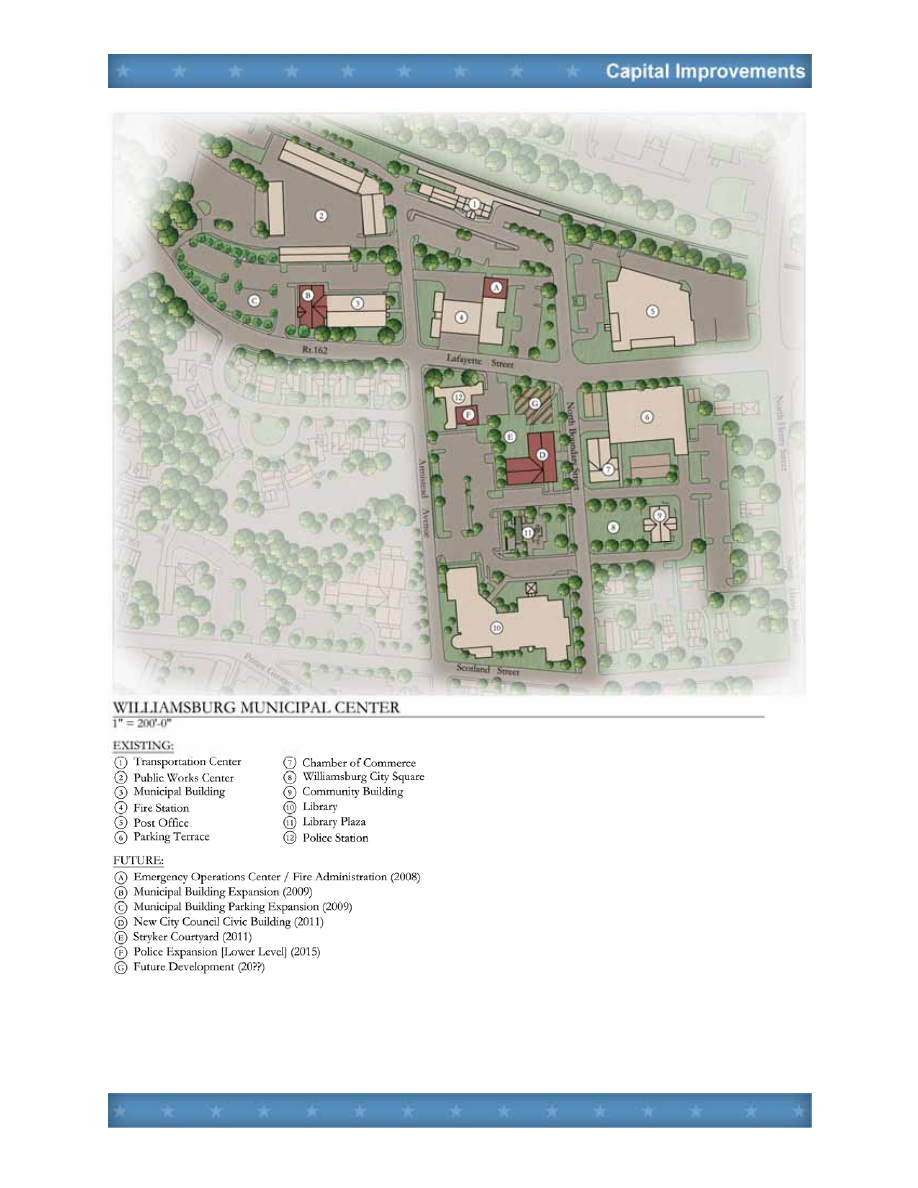 Capital Improvements
1
2
B
3
C
A
4
5
Rt.162
Lafayette Street
12
F
G
E
D
6
7
North Boundary Street
North Henry Street
Armistead Avenue
11
8
9
10
Scotland Street
Prince George St
WILLIAMSBURG MUNICIPAL CENTER
1" = 200'-0"
EXISTING:
1 Transportation Center
2 Public Works Center
3 Municipal Building
4 Fire Station
5 Post Office
6 Parking Terrace
7 Chamber of Commerce
8 Williamsburg City Square
9 Community Building
10 Library
11 Library Plaza
12 Police Station
FUTURE:
A Emergency Operations Center / Fire Administration (2008)
B Municipal Building Expansion (2009)
C Municipal Building Parking Expansion (2009)
D New City Council Civic Building (2011)
E Stryker Courtyard (2011)
F Police Expansion [Lower Level] (2015)
G Future Development (20??)